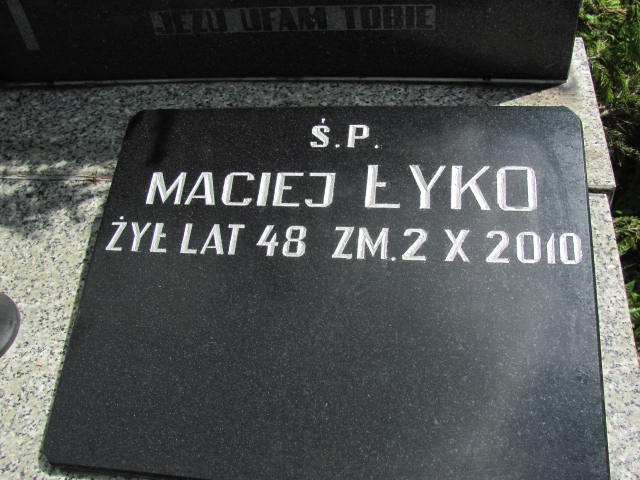 JEZU UFAM TOBIE
Ś.P.
MACIEJ ŁYKO
ŻYŁ LAT 48 ZM. 2 X 2010